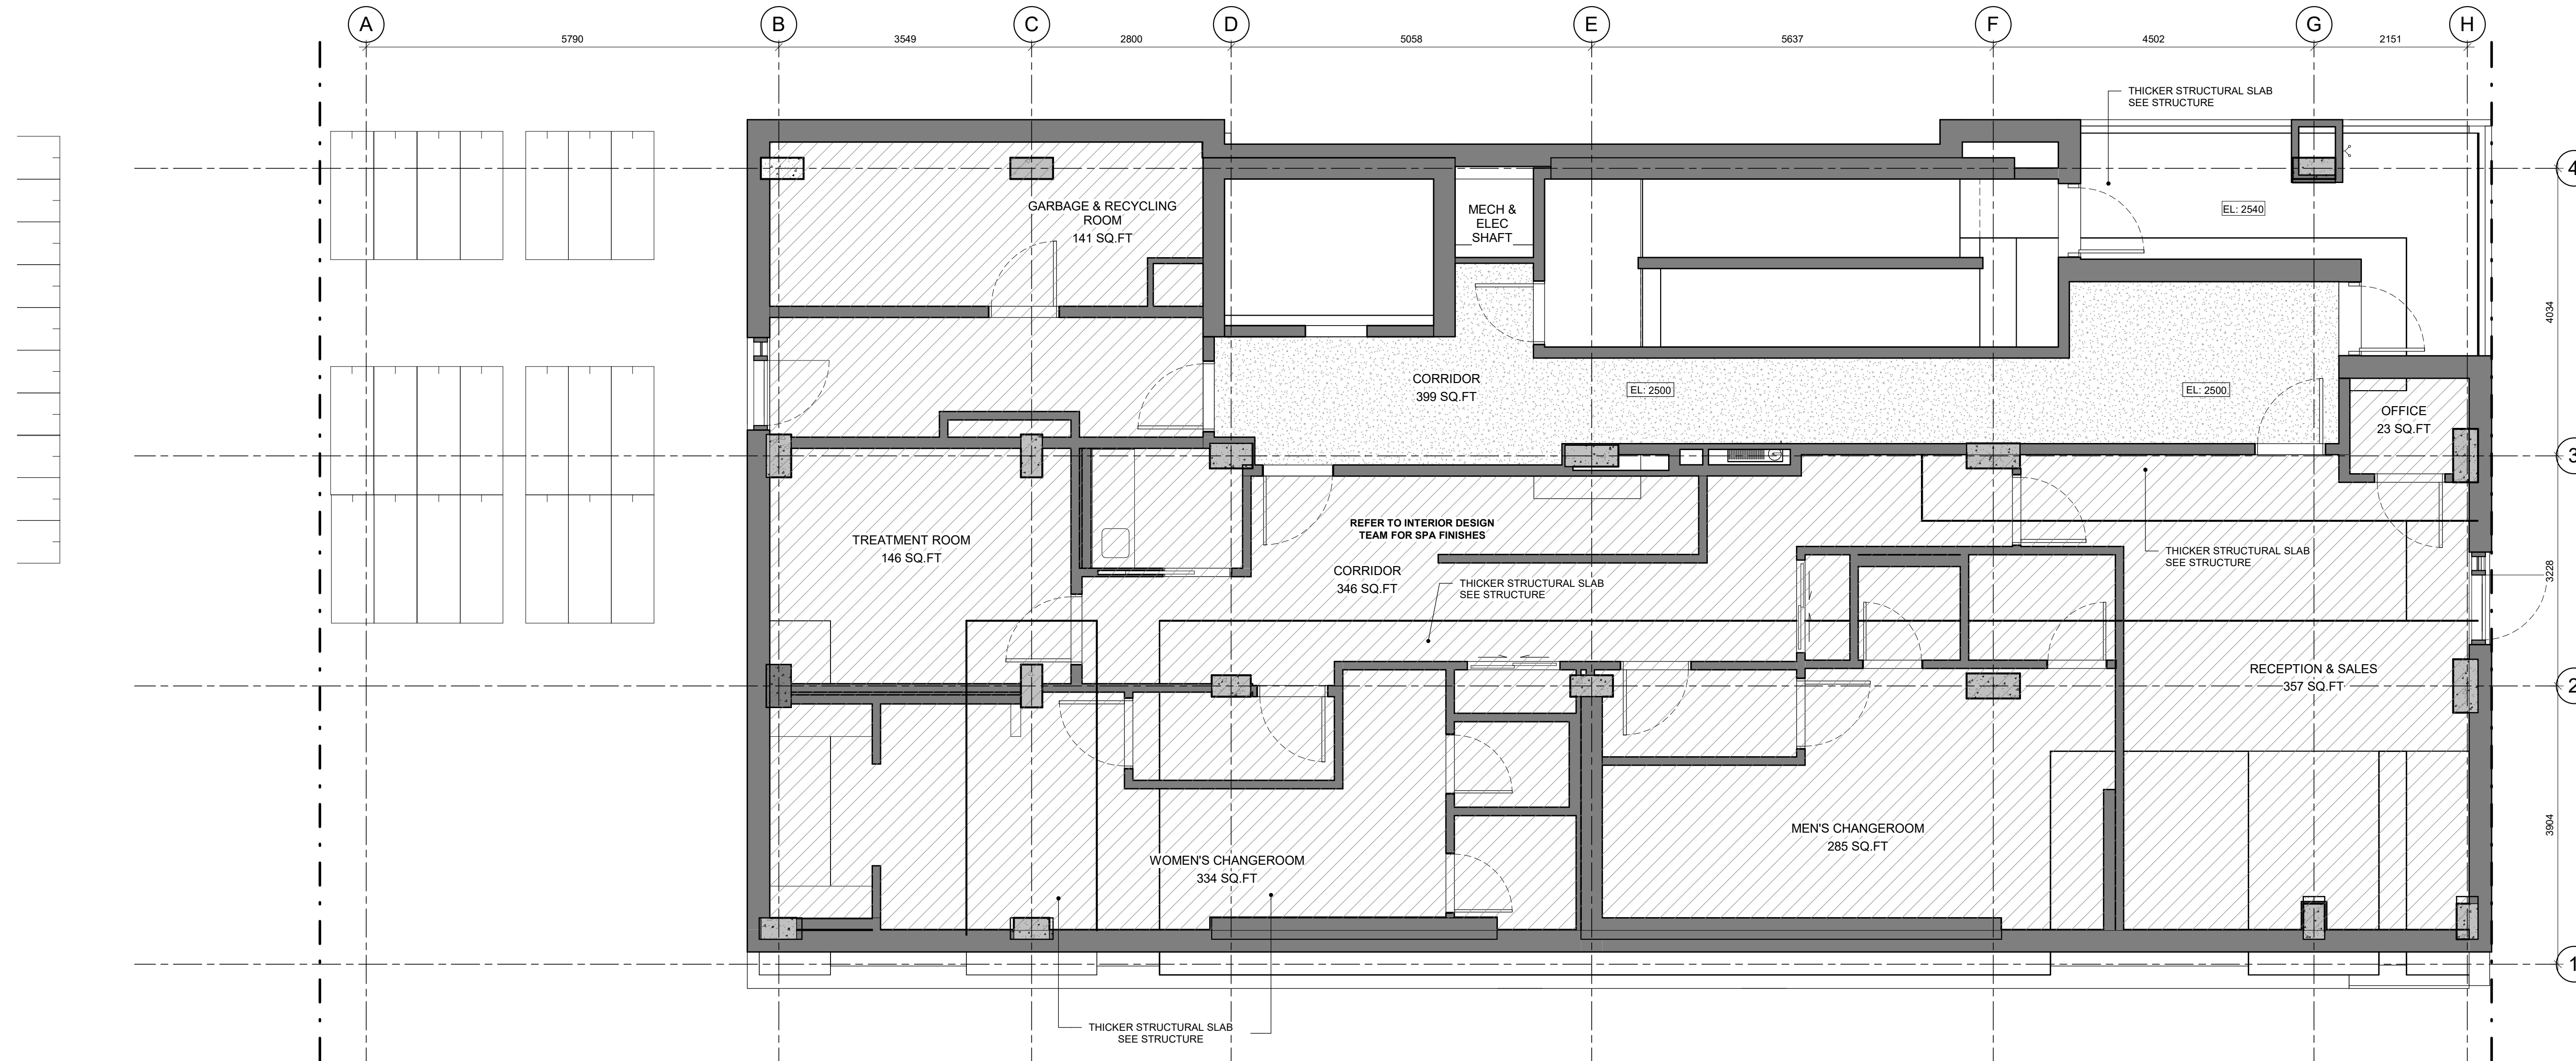 A
B
C
D
E
F
G
H
5790
3549
2800
5058
5637
4502
2151
THICKER STRUCTURAL SLAB
SEE STRUCTURE
4
GARBAGE & RECYCLING
ROOM
141 SQ.FT
MECH &
ELEC
SHAFT
EL: 2540
4034
CORRIDOR
399 SQ.FT
EL: 2500
EL: 2500
OFFICE
23 SQ.FT
3
REFER TO INTERIOR DESIGN
TEAM FOR SPA FINISHES
TREATMENT ROOM
146 SQ.FT
THICKER STRUCTURAL SLAB
SEE STRUCTURE
CORRIDOR
346 SQ.FT
THICKER STRUCTURAL SLAB
SEE STRUCTURE
3228
RECEPTION & SALES
357 SQ.FT
2
MEN'S CHANGEROOM
285 SQ.FT
3904
WOMEN'S CHANGEROOM
334 SQ.FT
1
THICKER STRUCTURAL SLAB
SEE STRUCTURE